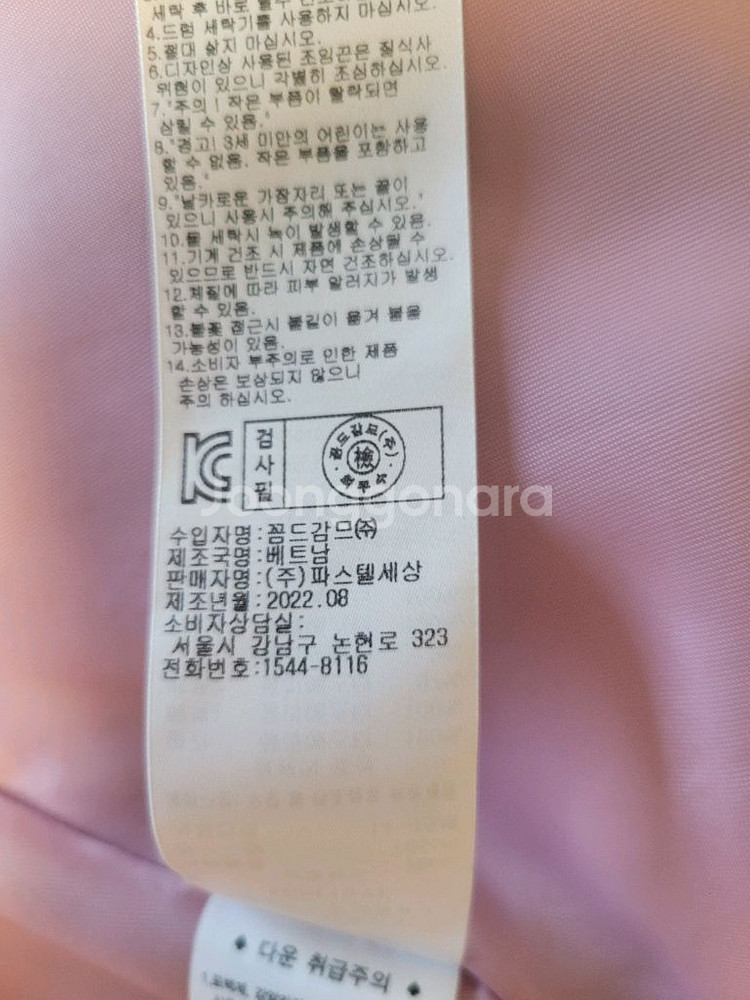 세탁 후 바로
4.드럼 세탁기를 사용하지 마십시오.
5.절대 삶지 마십시오.
6.디자인상 사용된 조임끈은 질식사
위험이 있으니 각별히 조심하십시오.
7."주의! 작은 부품이 탈락되면
삼킬 수 있음."
8."경고! 3세 미만의 어린이는 사용
할 수 없음. 작은 부품을 포함하고
있음."
9."날카로운 가장자리 또는 끝이
있으니 사용시 주의해 주십시오."
10.물 세탁시 녹이 발생할 수 있음.
11.기계 건조 시 제품에 손상될 수
있으므로 반드시 자연 건조하십시오.
12.체질에 따라 피부 알러지가 발생
할 수 있음.
13.불꽃 접근시 불길이 옮겨 붙을
가능성이 있음.
14.소비자 부주의로 인한 제품
손상은 보상되지 않으니
주의 하십시오.
KC 검사필 꼼드감므(주) 檢
Joonggonara
수입자명:꼼드감므㈜
제조국명:베트남
판매자명:(주)파스텔세상
제조년월:2022.08
소비자상담실:
서울시 강남구 논현로 323
전화번호:1544-8116
◆ 다운 취급주의 ◆